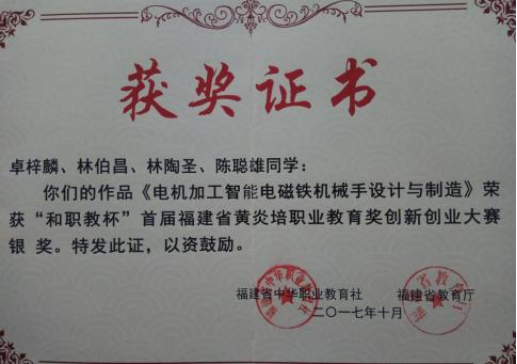 获奖证书
卓梓麟、林伯昌、林陶圣、陈聪雄同学：
你们的作品《电机加工智能电磁铁机械手设计与制造》荣
获“和职教杯”首届福建省黄炎培职业教育奖创新创业大赛
银 奖。特发此证，以资鼓励。
福建省中华职业教育社 福建省教育厅
二〇一七年十月